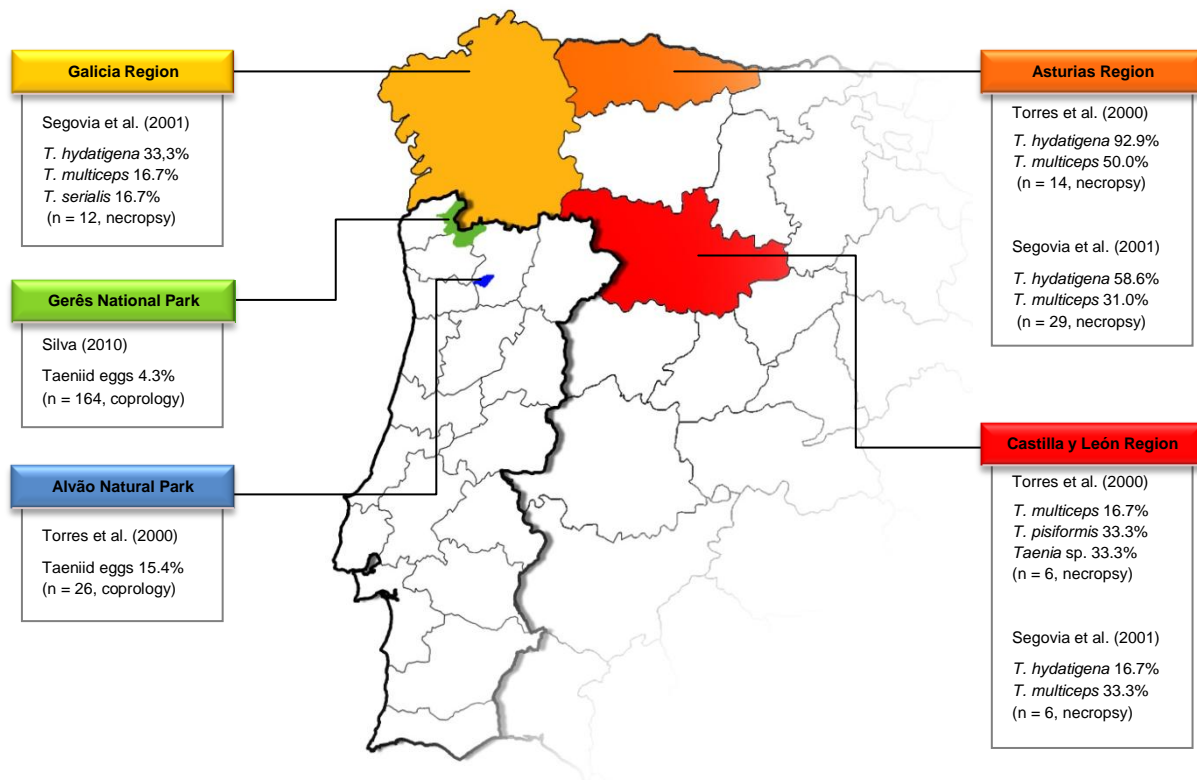 Galicia Region
Segovia et al. (2001)
T. hydatigena 33,3%
T. multiceps 16.7%
T. serialis 16.7%
(n = 12, necropsy)
Gerês National Park
Silva (2010)
Taeniid eggs 4.3%
(n = 164, coprology)
Alvão Natural Park
Torres et al. (2000)
Taeniid eggs 15.4%
(n = 26, coprology)
Asturias Region
Torres et al. (2000)
T. hydatigena 92.9%
T. multiceps 50.0%
(n = 14, necropsy)
Segovia et al. (2001)
T. hydatigena 58.6%
T. multiceps 31.0%
(n = 29, necropsy)
Castilla y León Region
Torres et al. (2000)
T. multiceps 16.7%
T. pisiformis 33.3%
Taenia sp. 33.3%
(n = 6, necropsy)
Segovia et al. (2001)
T. hydatigena 16.7%
T. multiceps 33.3%
(n = 6, necropsy)